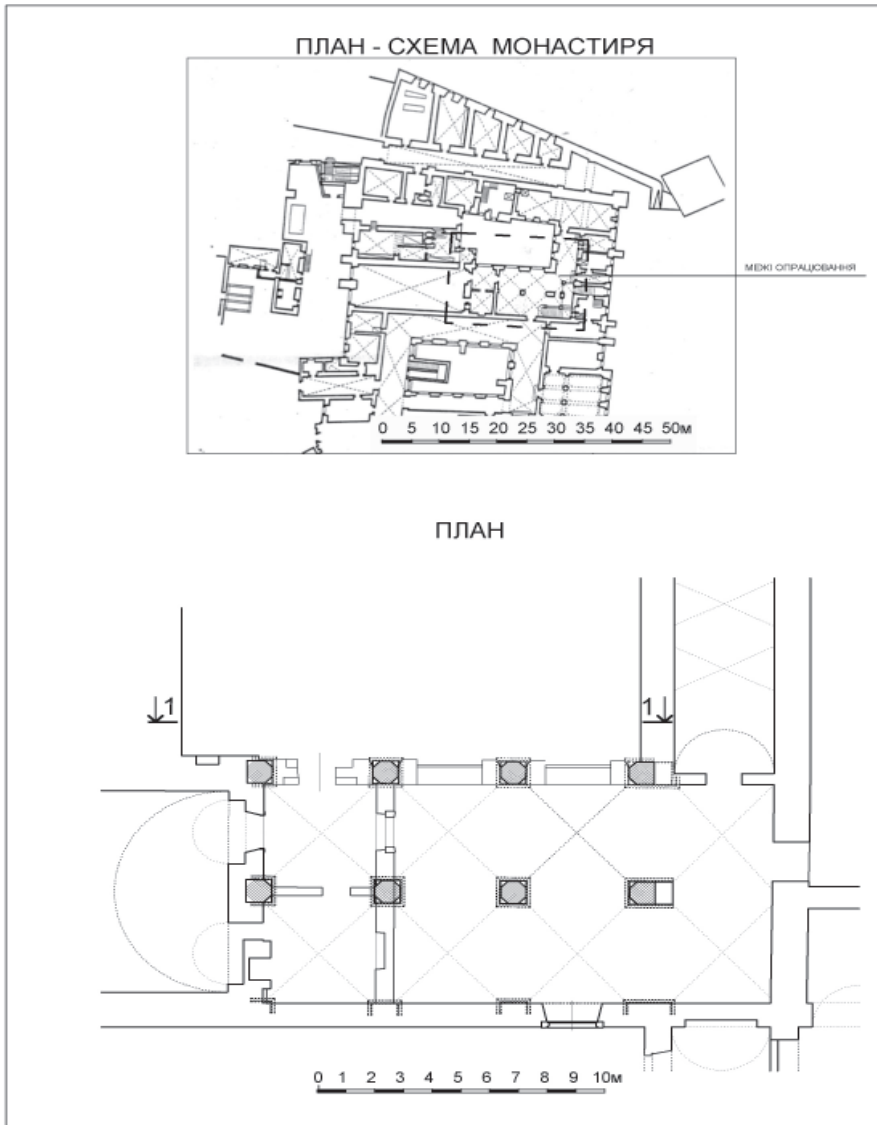 ПЛАН - СХЕМА МОНАСТИРЯ
МЕЖІ ОПРАЦЮВАННЯ
0 5 10 15 20 25 30 35 40 45 50м
ПЛАН
1 1
0 1 2 3 4 5 6 7 8 9 10м